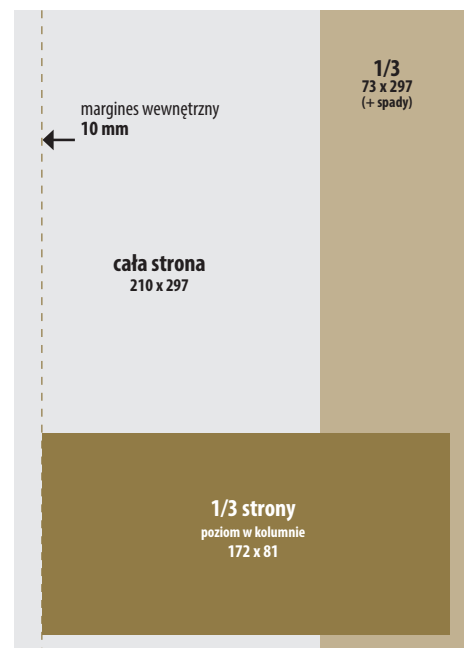 1/3
73 x 297
(+ spady)
margines wewnętrzny
10 mm
cała strona
210 x 297
1/3 strony
poziom w kolumnie
172 x 81